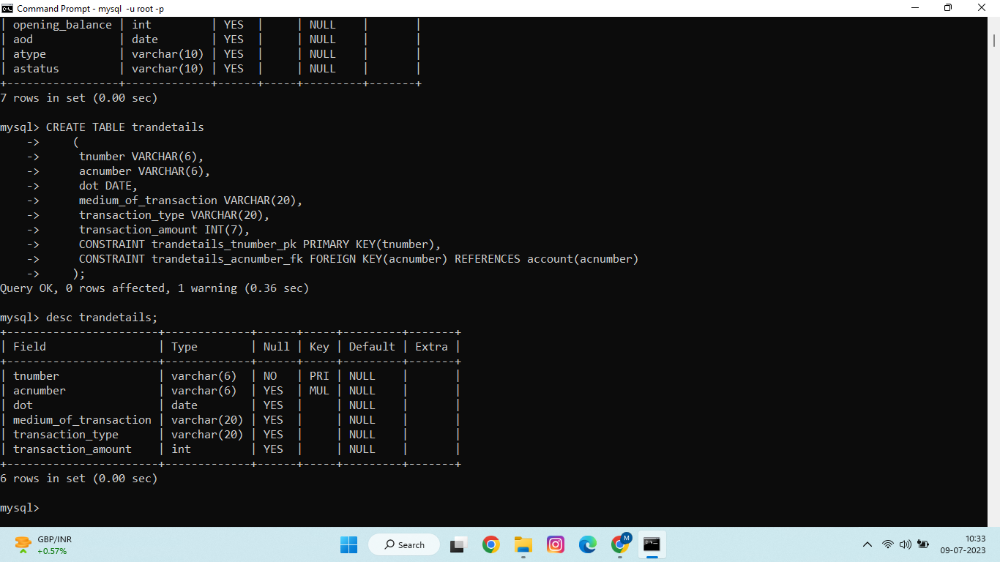 Command Prompt - mysql  -u root -p
| opening_balance | int         | YES  |     | NULL    |       |
| aod             | date        | YES  |     | NULL    |       |
| atype           | varchar(10) | YES  |     | NULL    |       |
| astatus         | varchar(10) | YES  |     | NULL    |       |
+-----------------+-------------+------+-----+---------+-------+
7 rows in set (0.00 sec)
mysql> CREATE TABLE trandetails
    ->     (
    ->      tnumber VARCHAR(6),
    ->      acnumber VARCHAR(6),
    ->      dot DATE,
    ->      medium_of_transaction VARCHAR(20),
    ->      transaction_type VARCHAR(20),
    ->      transaction_amount INT(7),
    ->      CONSTRAINT trandetails_tnumber_pk PRIMARY KEY(tnumber),
    ->      CONSTRAINT trandetails_acnumber_fk FOREIGN KEY(acnumber) REFERENCES account(acnumber)
    ->     );
Query OK, 0 rows affected, 1 warning (0.36 sec)
mysql> desc trandetails;
+-----------------------+-------------+------+-----+---------+-------+
| Field                 | Type        | Null | Key | Default | Extra |
+-----------------------+-------------+------+-----+---------+-------+
| tnumber               | varchar(6)  | NO   | PRI | NULL    |       |
| acnumber              | varchar(6)  | YES  | MUL | NULL    |       |
| dot                   | date        | YES  |     | NULL    |       |
| medium_of_transaction | varchar(20) | YES  |     | NULL    |       |
| transaction_type      | varchar(20) | YES  |     | NULL    |       |
| transaction_amount    | int         | YES  |     | NULL    |       |
+-----------------------+-------------+------+-----+---------+-------+
6 rows in set (0.00 sec)
mysql>
GBP/INR
+0.57%
Search
M
10:33
09-07-2023